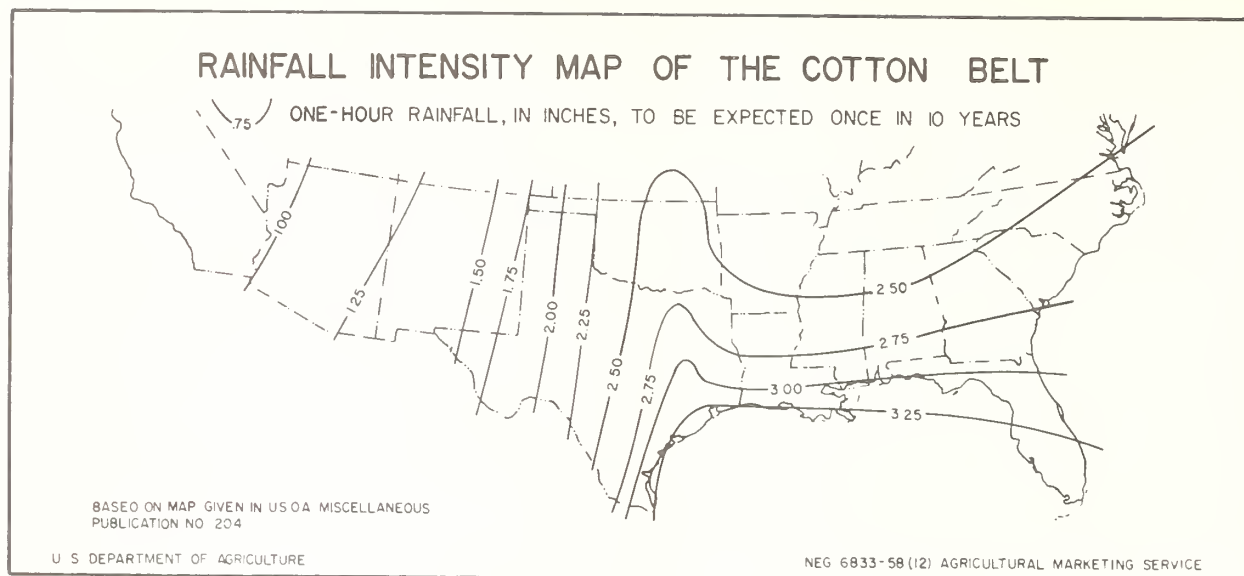 RAINFALL INTENSITY MAP OF THE COTTON BELT
.75
ONE-HOUR RAINFALL, IN INCHES, TO BE EXPECTED ONCE IN 10 YEARS
1.00
1.25
1.50
1.75
2.00
2.25
2.50
2.75
2.50
2.75
3.00
3.25
BASED ON MAP GIVEN IN USDA MISCELLANEOUS
PUBLICATION NO 204
U S DEPARTMENT OF AGRICULTURE
NEG 6833-58(12) AGRICULTURAL MARKETING SERVICE